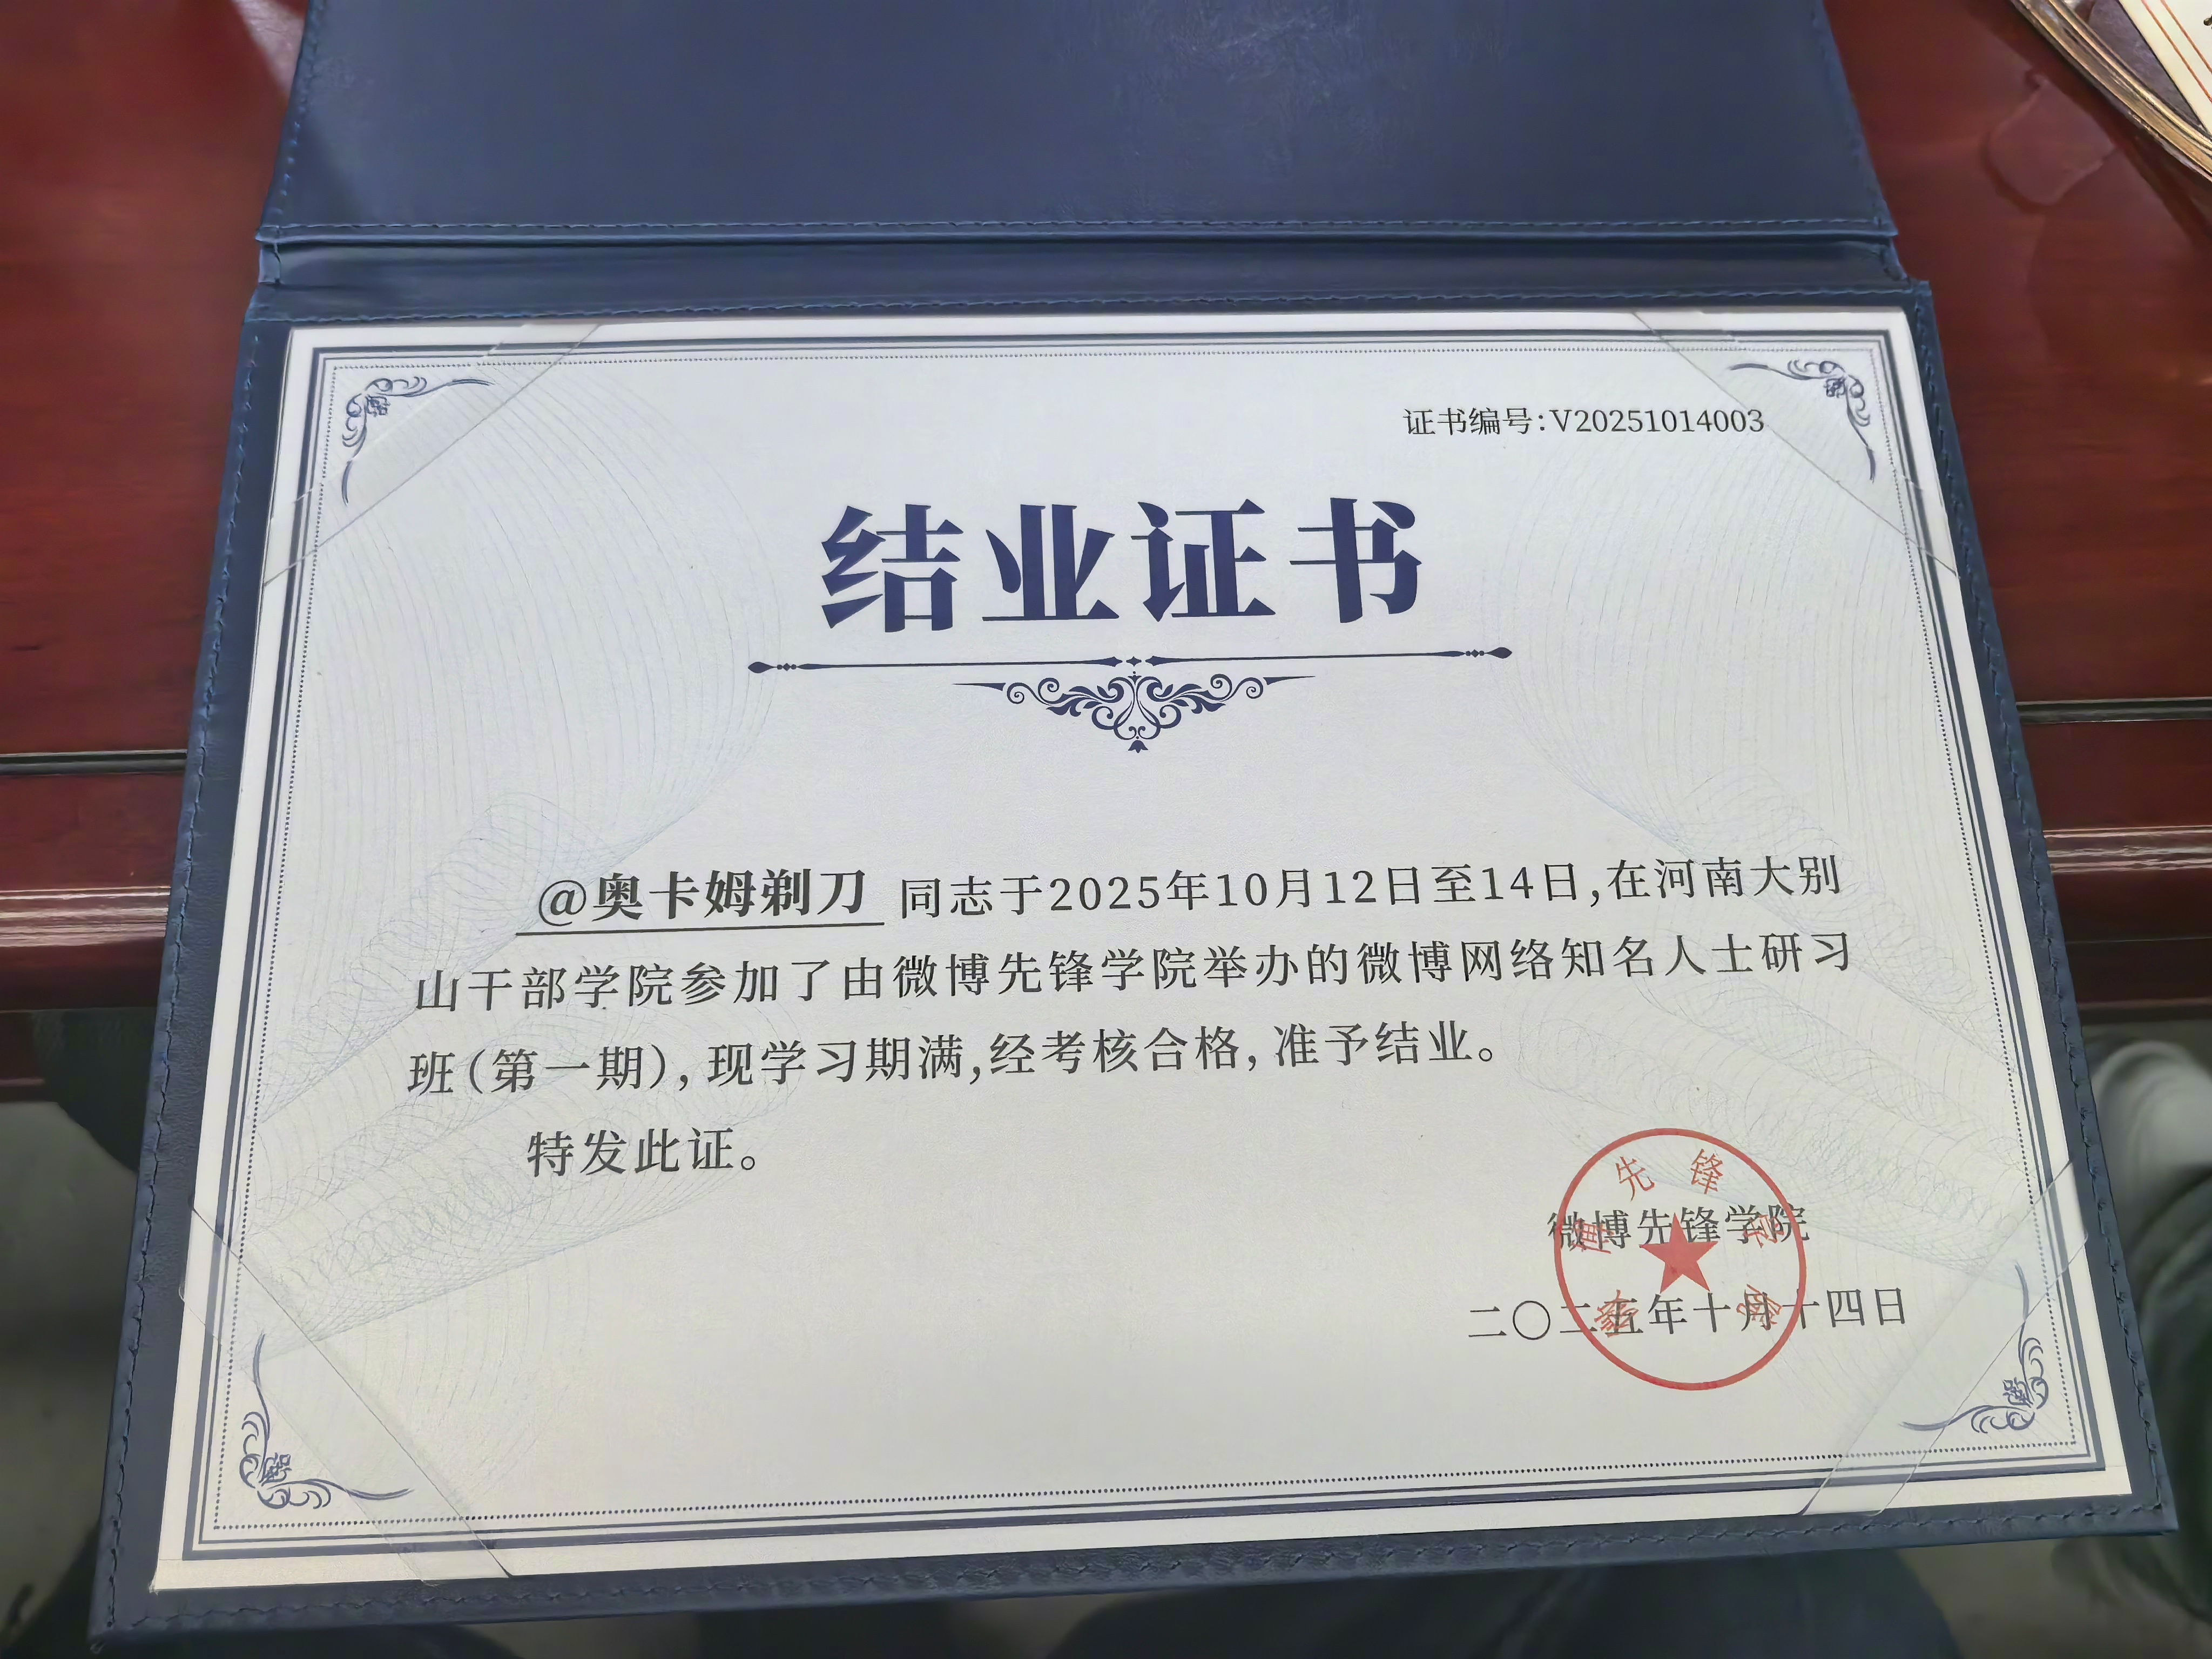 证书编号:V20251014003
结业证书
@奥卡姆剃刀 同志于2025年10月12日至14日,在河南大别
山干部学院参加了由微博先锋学院举办的微博网络知名人士研习
班(第一期),现学习期满,经考核合格,准予结业。
特发此证。
微博先锋学院
二〇二五年十月十四日
微博先锋学院